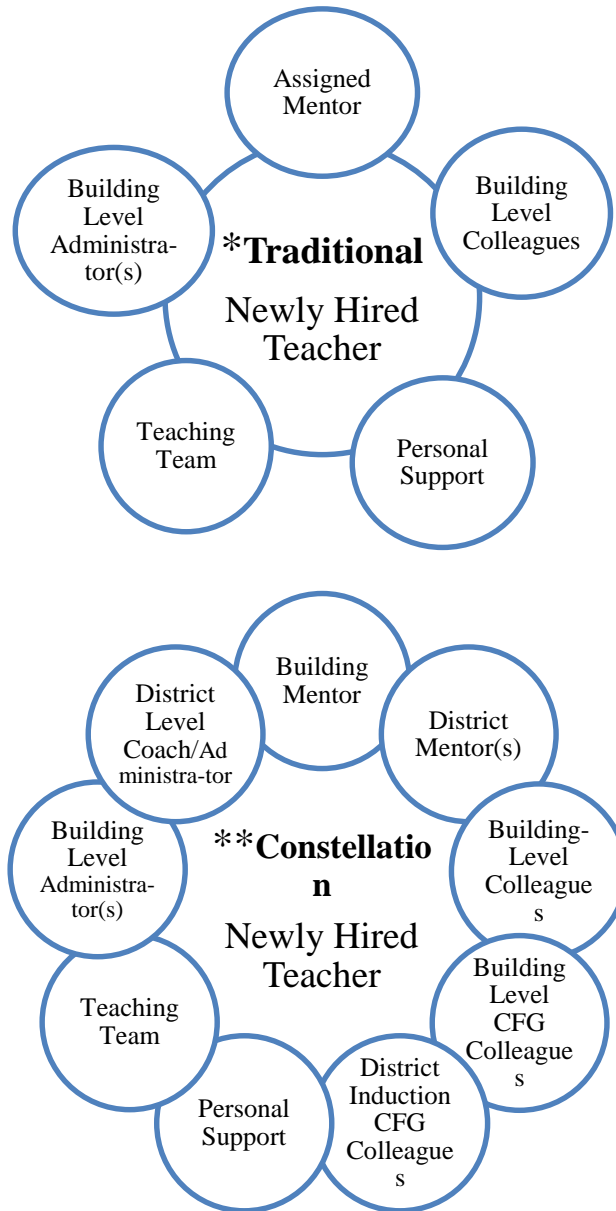 Assigned
Mentor
Building
Level
Colleagues
Personal
Support
Teaching
Team
Building
Level
Administra-
tor(s)
*Traditional
Newly Hired
Teacher
Building
Mentor
District
Mentor(s)
Building-
Level
Colleague
s
Building
Level
CFG
Colleague
s
District
Induction
CFG
Colleague
s
Personal
Support
Teaching
Team
Building
Level
Administra-
tor(s)
District
Level
Coach/Ad
ministra-tor
**Constellatio
n
Newly Hired
Teacher